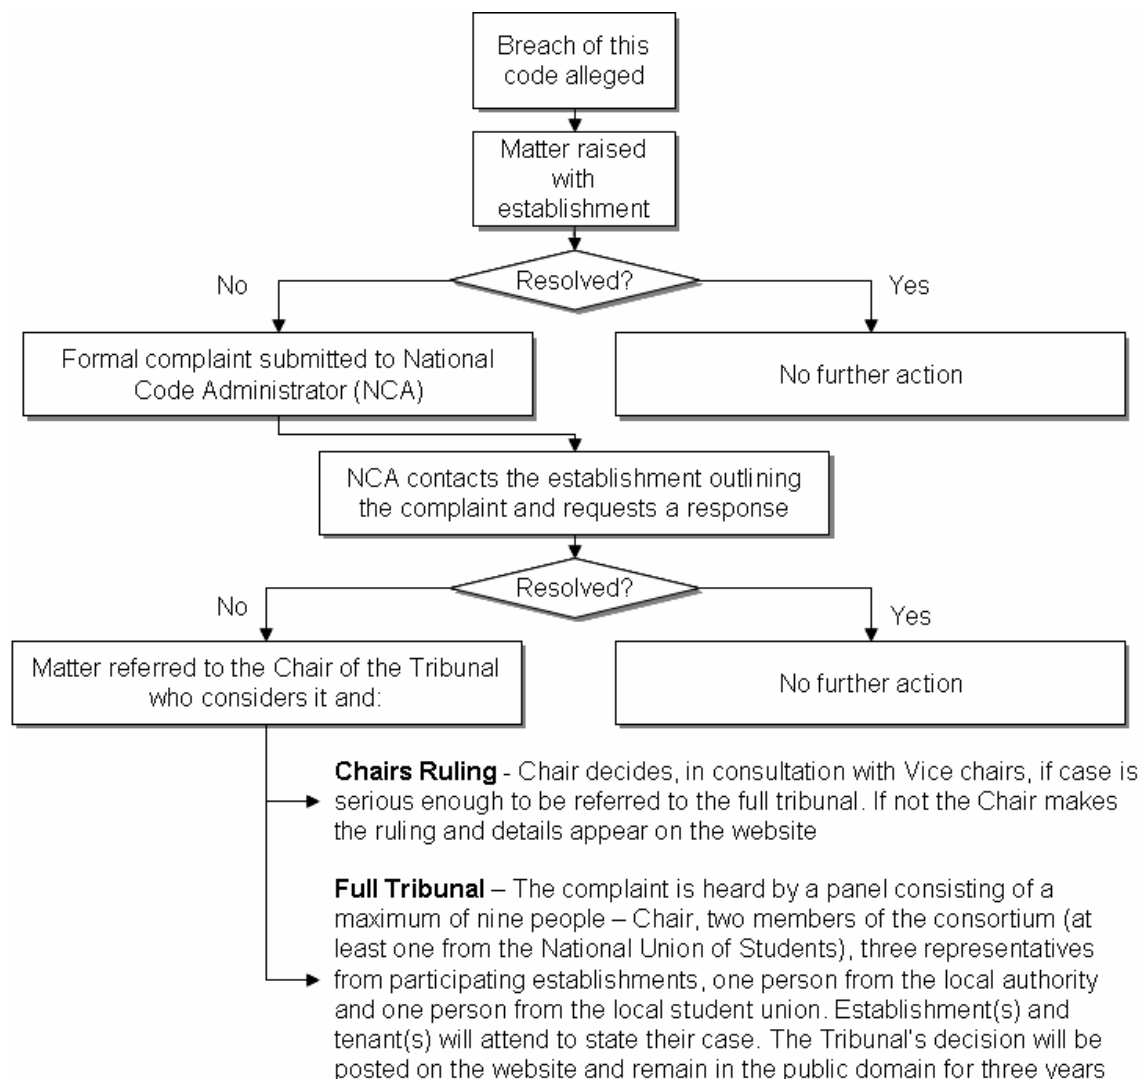 Breach of this
code alleged
Matter raised
with
establishment
Resolved?
No
Yes
Formal complaint submitted to National
Code Administrator (NCA)
No further action
NCA contacts the establishment outlining
the complaint and requests a response
Resolved?
No
Yes
Matter referred to the Chair of the Tribunal
who considers it and:
No further action
Chairs Ruling - Chair decides, in consultation with Vice chairs, if case is
serious enough to be referred to the full tribunal. If not the Chair makes
the ruling and details appear on the website
Full Tribunal – The complaint is heard by a panel consisting of a
maximum of nine people – Chair, two members of the consortium (at
least one from the National Union of Students), three representatives
from participating establishments, one person from the local authority
and one person from the local student union. Establishment(s) and
tenant(s) will attend to state their case. The Tribunal's decision will be
posted on the website and remain in the public domain for three years